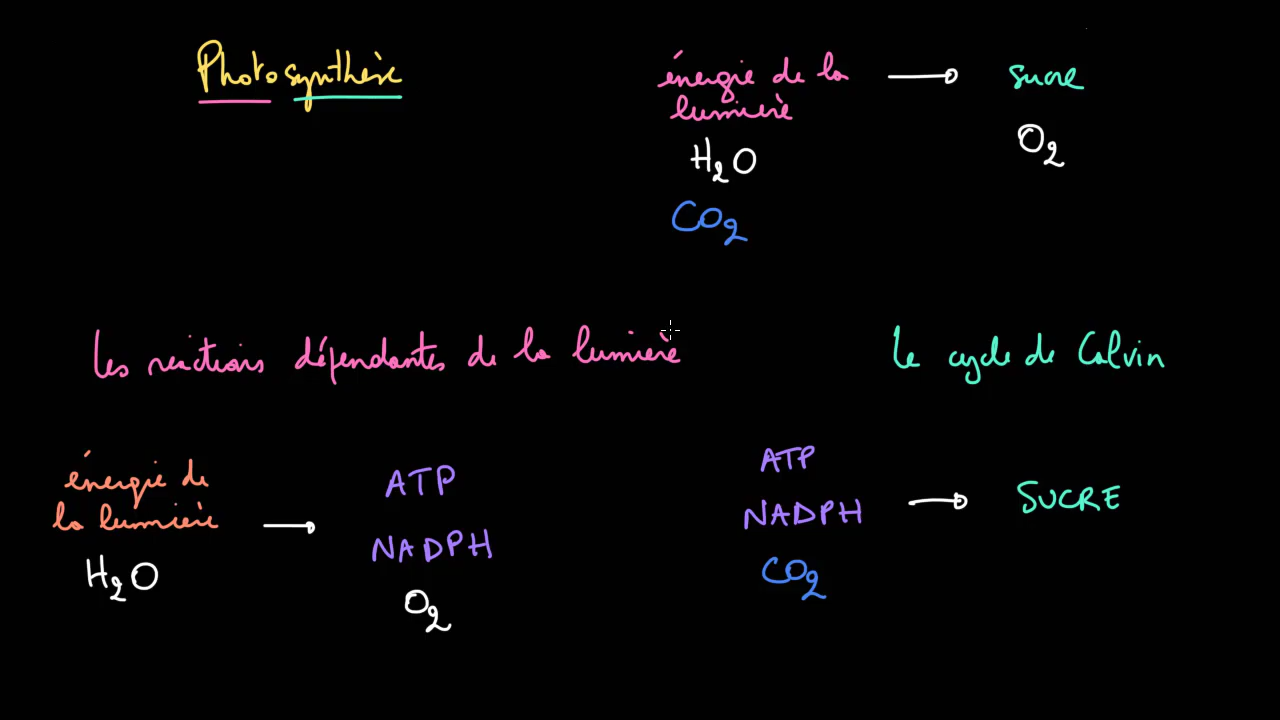 Photosynthèse
énergie de la
lumière
H₂O
CO₂
sucre
O₂
Les réactions dépendantes de la lumière
Le cycle de Calvin
énergie de
la lumière
H₂O
ATP
NADPH
O₂
ATP
NADPH
CO₂
SUCRE